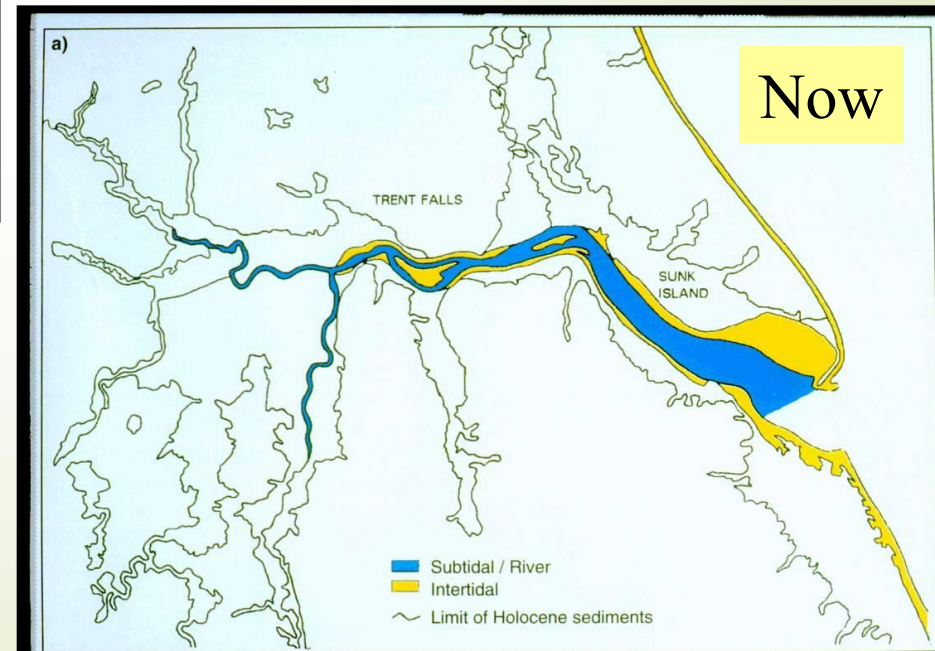 a)
Now
TRENT FALLS
SUNK
ISLAND
Subtidal / River
Intertidal
Limit of Holocene sediments